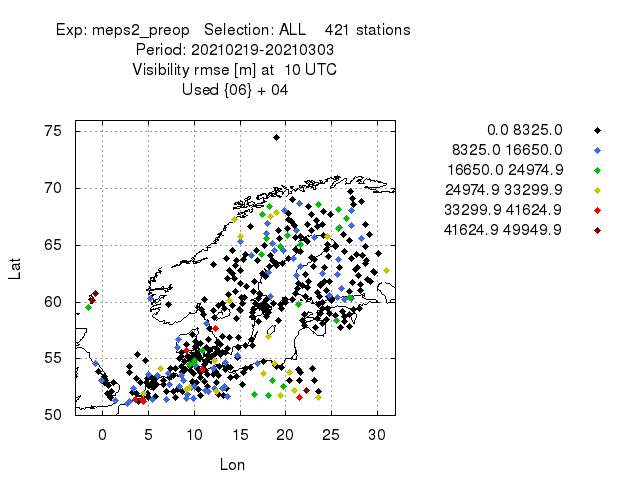 Exp: meps2_preop   Selection: ALL    421 stations
Period: 20210219-20210303
Visibility rmse [m] at  10 UTC
Used {06} + 04
0.0 8325.0
8325.0 16650.0
16650.0 24974.9
24974.9 33299.9
33299.9 41624.9
41624.9 49949.9
Lat
75
70
65
60
55
50
0 5 10 15 20 25 30
Lon